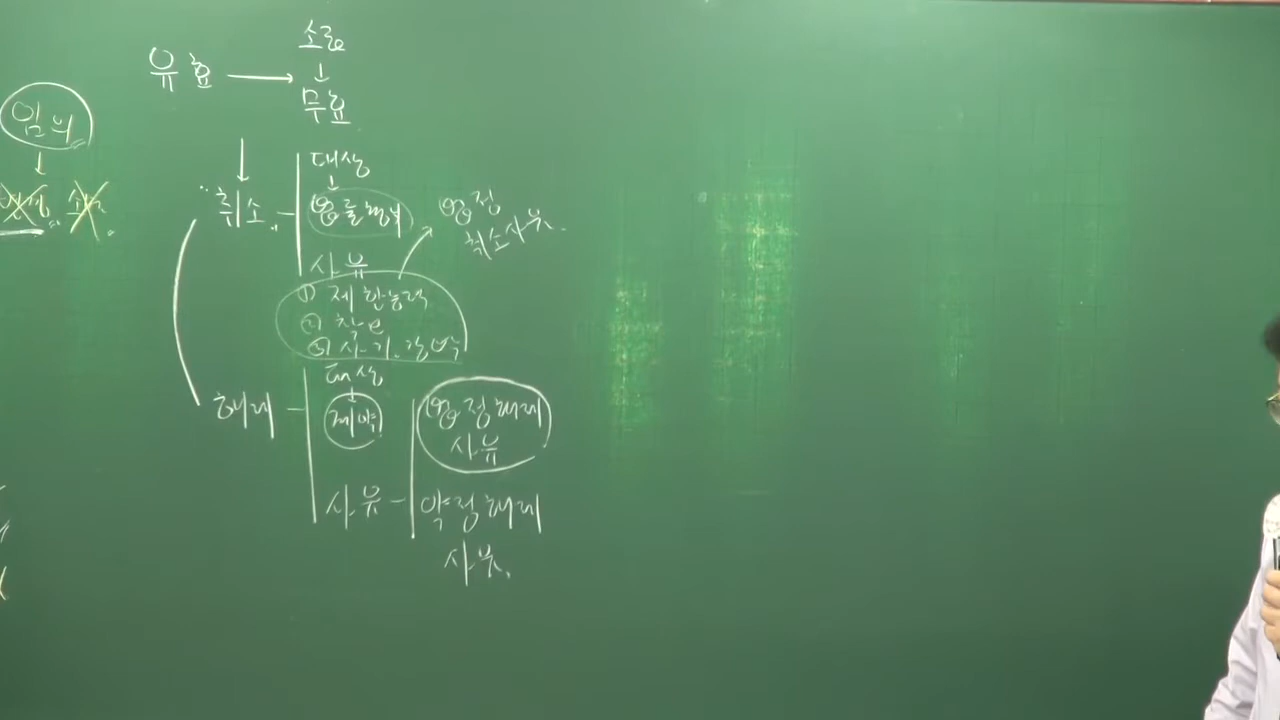 소급
↓
유효 → 무효
임의
↓
↓
대상
↓
취소 - 법률행위
법정
취소사유.
사유
① 제한능력
② 착오
③ 사기.강박
대상
↓
해제 - 계약
법정해제
사유
사유 - 약정해제
사유.